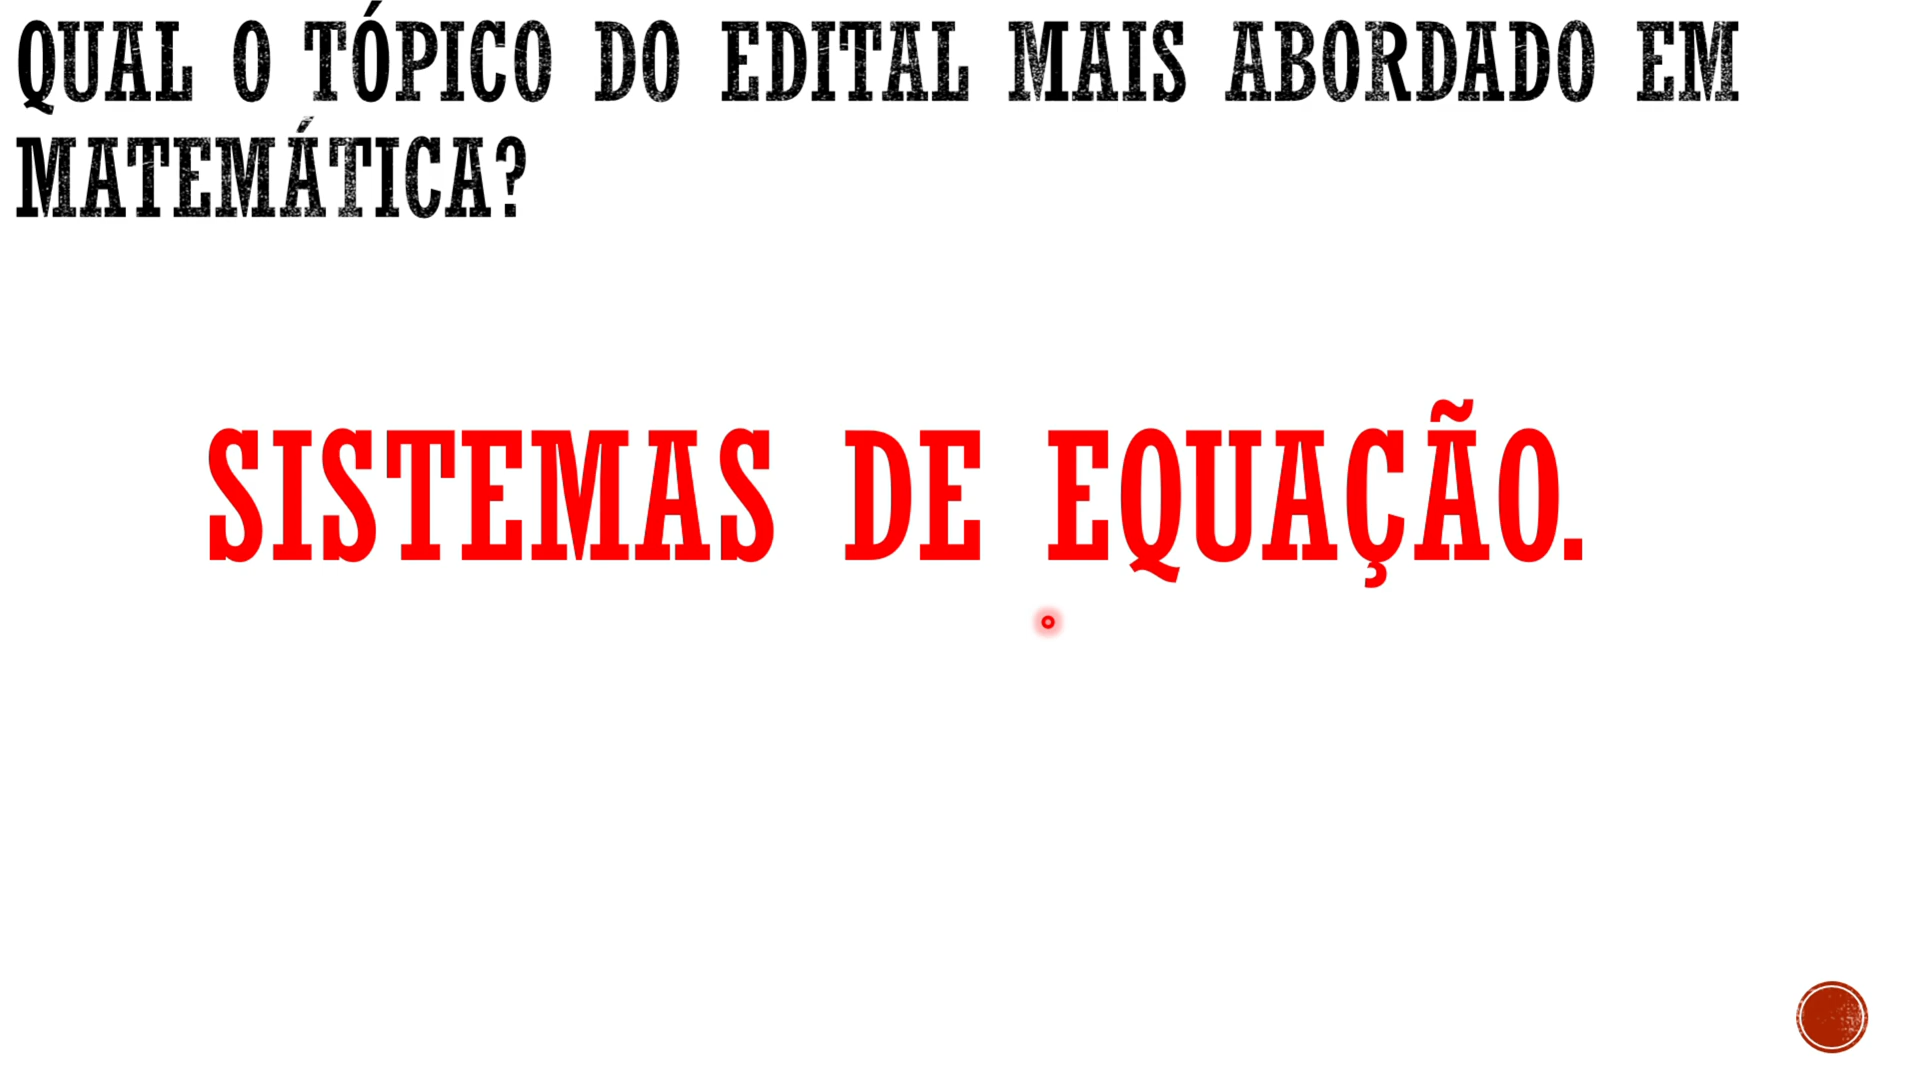 QUAL O TÓPICO DO EDITAL MAIS ABORDADO EM
MATEMÁTICA?
SISTEMAS DE EQUAÇÃO.